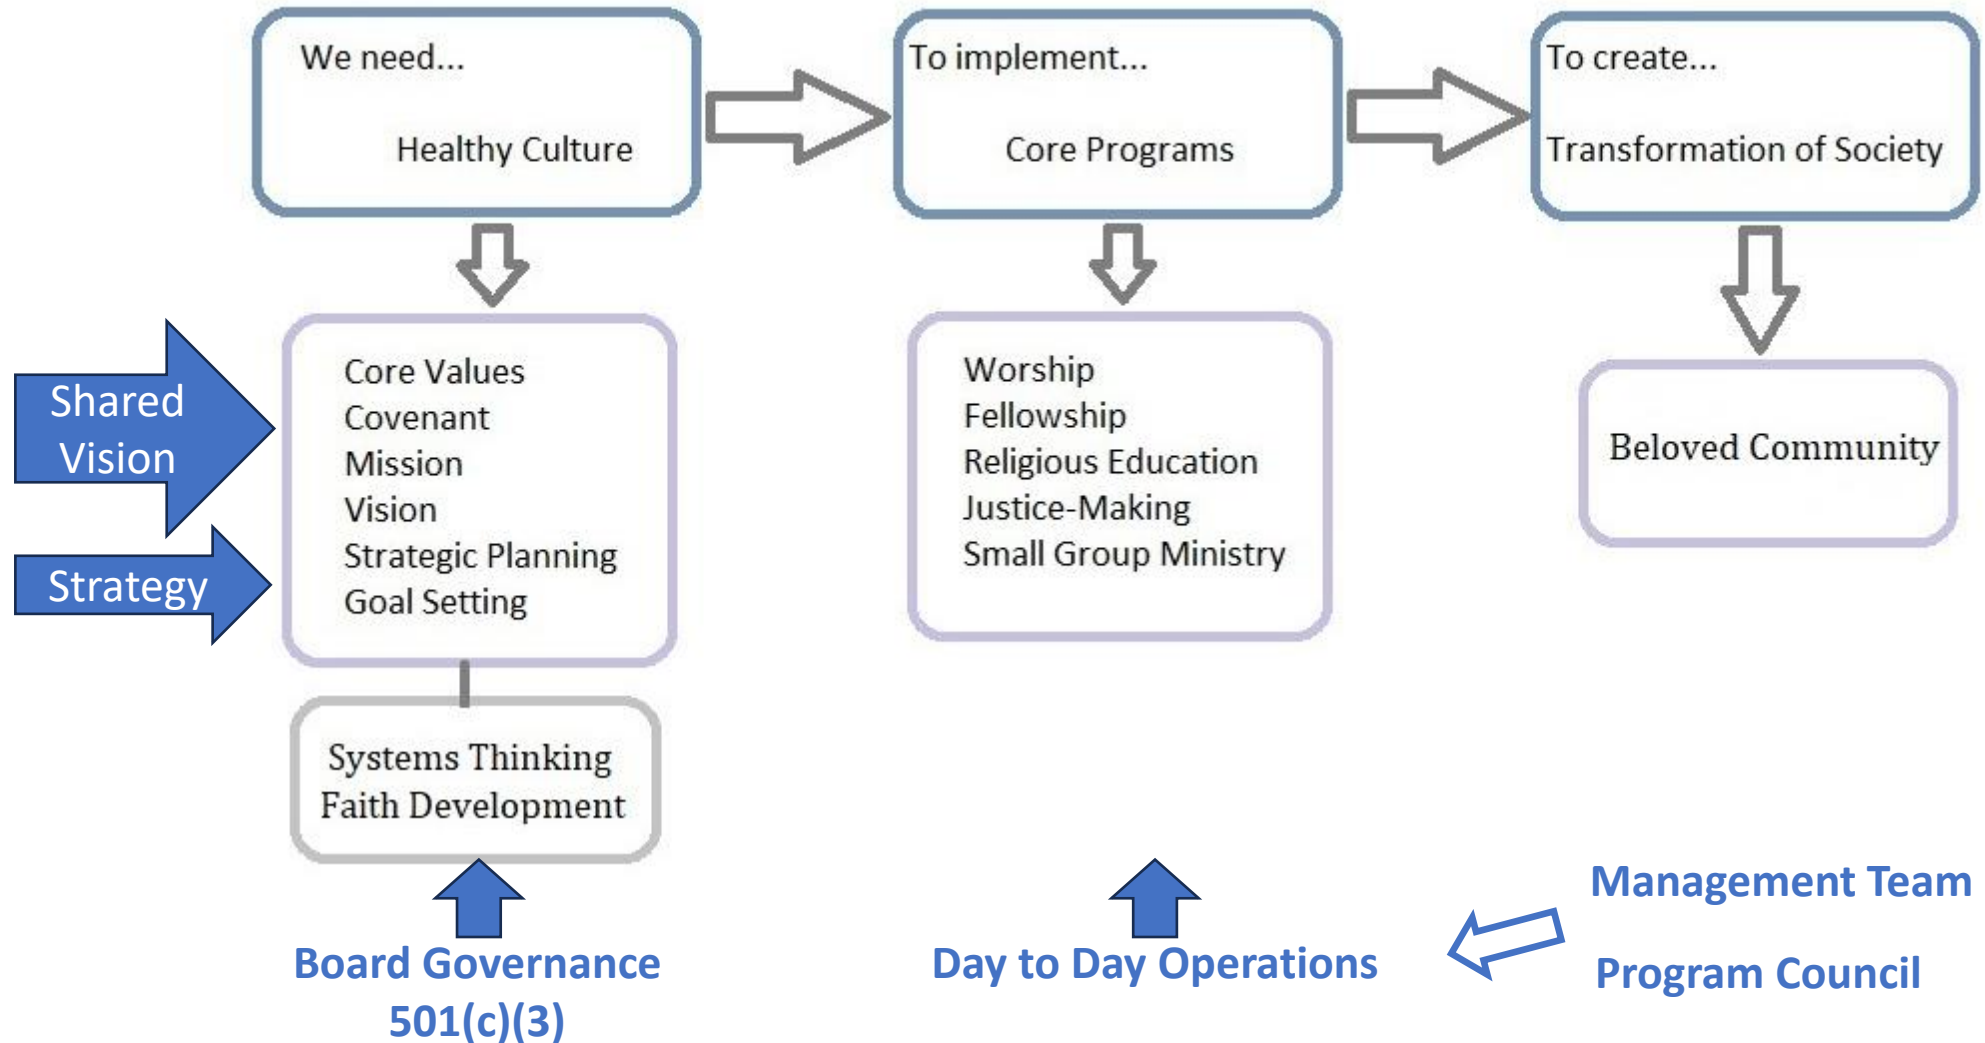 We need...
Healthy Culture
To implement...
Core Programs
To create...
Transformation of Society
Shared
Vision
Strategy
Core Values
Covenant
Mission
Vision
Strategic Planning
Goal Setting
Worship
Fellowship
Religious Education
Justice-Making
Small Group Ministry
Beloved Community
Systems Thinking
Faith Development
Board Governance
501(c)(3)
Day to Day Operations
Management Team
Program Council